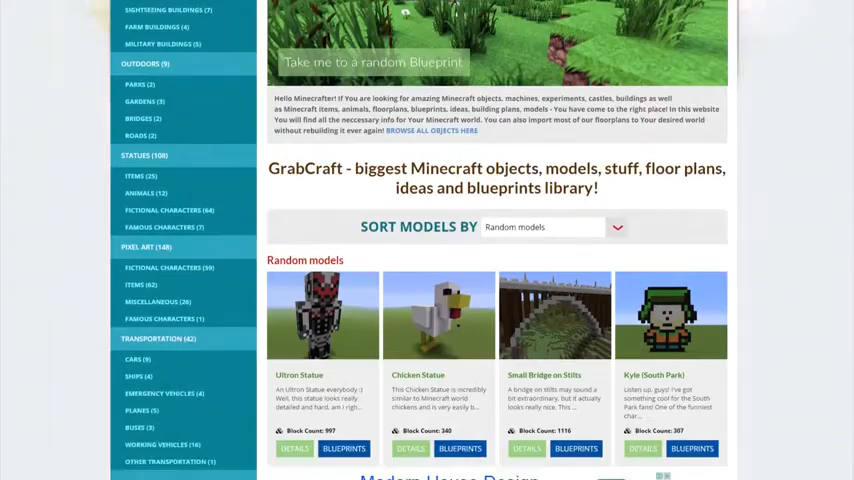 SIGHTSEEING BUILDINGS (7)
FARM BUILDINGS (4)
MILITARY BUILDINGS (5)
OUTDOORS (9)
PARKS (2)
GARDENS (3)
BRIDGES (2)
ROADS (2)
STATUES (108)
ITEMS (25)
ANIMALS (12)
FICTIONAL CHARACTERS (64)
FAMOUS CHARACTERS (7)
PIXEL ART (148)
FICTIONAL CHARACTERS (59)
ITEMS (62)
MISCELLANEOUS (26)
FAMOUS CHARACTERS (1)
TRANSPORTATION (42)
CARS (9)
SHIPS (4)
EMERGENCY VEHICLES (4)
PLANES (5)
BUSES (3)
WORKING VEHICLES (16)
OTHER TRANSPORTATION (1)
Take me to a random Blueprint
Hello Minecrafter! If You are looking for amazing Minecraft objects, machines, experiments, castles, buildings as well
as Minecraft items, animals, floorplans, blueprints, ideas, building plans, models - You have come to the right place! In this website
You will find all the neccessary info for Your Minecraft world. You can also import most of our floorplans to Your desired world
without rebuilding it ever again! BROWSE ALL OBJECTS HERE
GrabCraft - biggest Minecraft objects, models, stuff, floor plans,
ideas and blueprints library!
SORT MODELS BY Random models
Random models
Ultron Statue
An Ultron Statue everybody :)
Well, this statue looks really
detailed and hard, am i righ...
Block Count: 997
DETAILS BLUEPRINTS
Chicken Statue
This Chicken Statue is incredibly
similar to Minecraft world
chickens and is very easily b...
Block Count: 340
DETAILS BLUEPRINTS
Small Bridge on Stilts
A bridge on stilts may sound a
bit extraordinary, but it actually
looks really nice. This ...
Block Count: 1116
DETAILS BLUEPRINTS
Kyle (South Park)
Listen up, guys! I've got
something cool for the South
Park fans! One of the funniest
char...
Block Count: 307
DETAILS BLUEPRINTS
Modern House Design